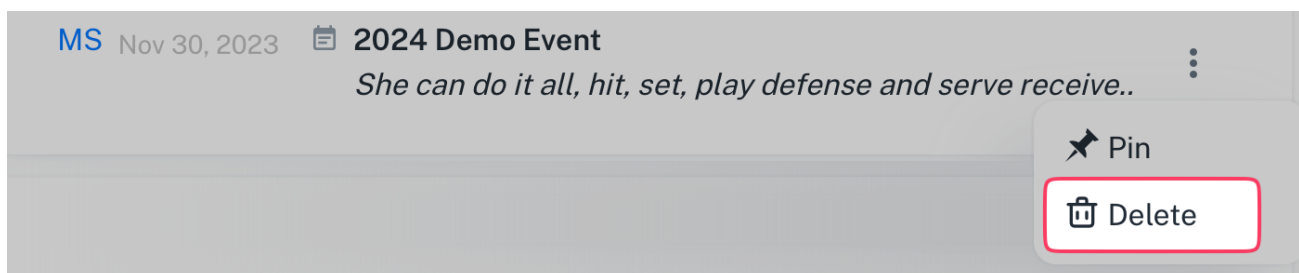 MS Nov 30, 2023 2024 Demo Event
She can do it all, hit, set, play defense and serve receive..
Pin
Delete